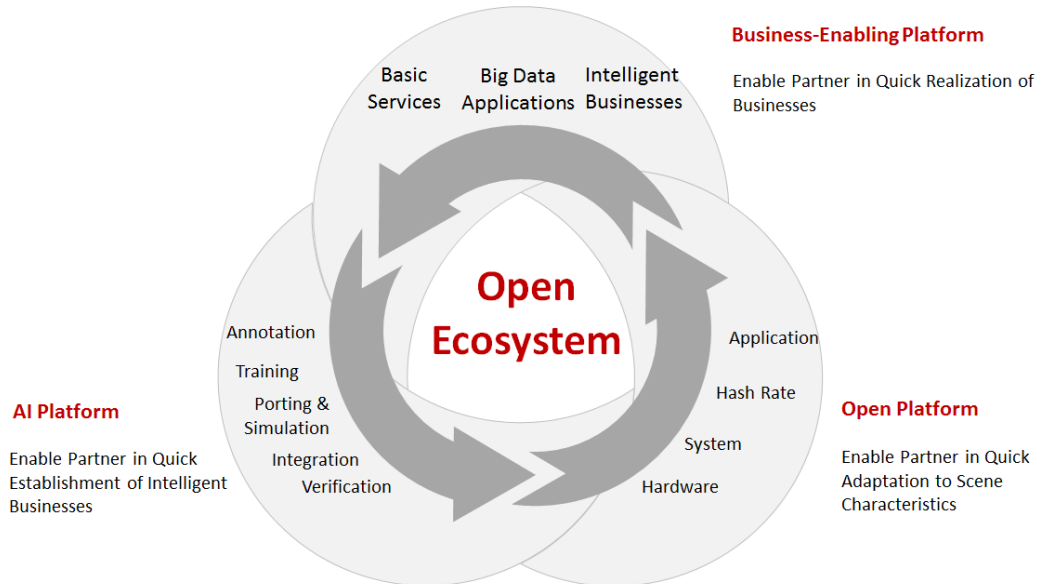 Business-Enabling Platform
Enable Partner in Quick Realization of
Businesses
Basic
Services
Big Data
Applications
Intelligent
Businesses
Open
Ecosystem
Annotation
Training
Porting &
Simulation
Integration
Verification
Application
Hash Rate
System
Hardware
AI Platform
Enable Partner in Quick
Establishment of Intelligent
Businesses
Open Platform
Enable Partner in Quick
Adaptation to Scene
Characteristics